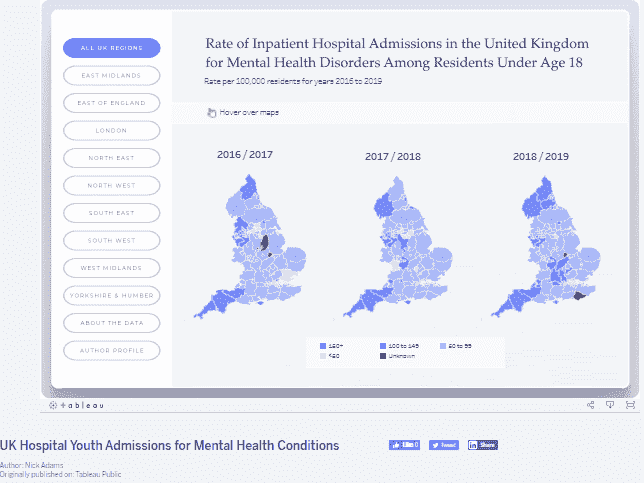 ALL UK REGIONS
EAST MIDLANDS
EAST OF ENGLAND
LONDON
NORTH EAST
NORTH WEST
SOUTH EAST
SOUTH WEST
WEST MIDLANDS
YORKSHIRE & HUMBER
ABOUT THE DATA
AUTHOR PROFILE
Rate of Inpatient Hospital Admissions in the United Kingdom
for Mental Health Disorders Among Residents Under Age 18
Rate per 100,000 residents for years 2016 to 2019
Hover over maps
2016 / 2017
2017 / 2018
2018 / 2019
150+
100 to 149
50 to 99
<50
Unknown
+ableau
UK Hospital Youth Admissions for Mental Health Conditions
Like 0
Tweet
Share
Author: Nick Adams
Originally published on: Tableau Public